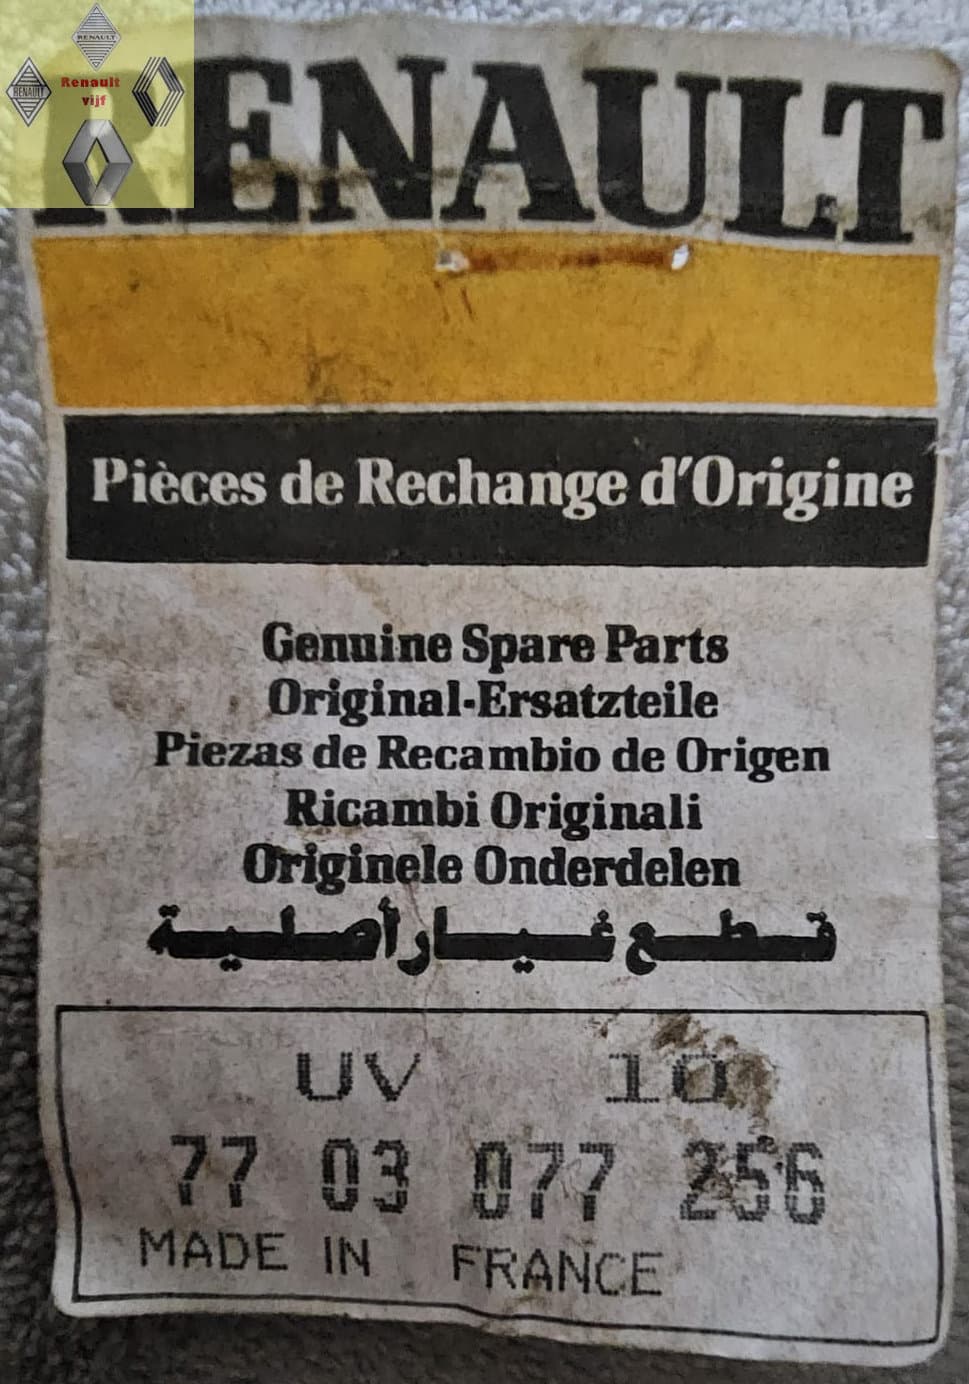 RENAULT
RENAULT
Renault
vijf
RENAULT
Pièces de Rechange d'Origine
Genuine Spare Parts
Original-Ersatzteile
Piezas de Recambio de Origen
Ricambi Originali
Originele Onderdelen
قطع غيار أصلية
UV 10
77 03 077 256
MADE IN FRANCE